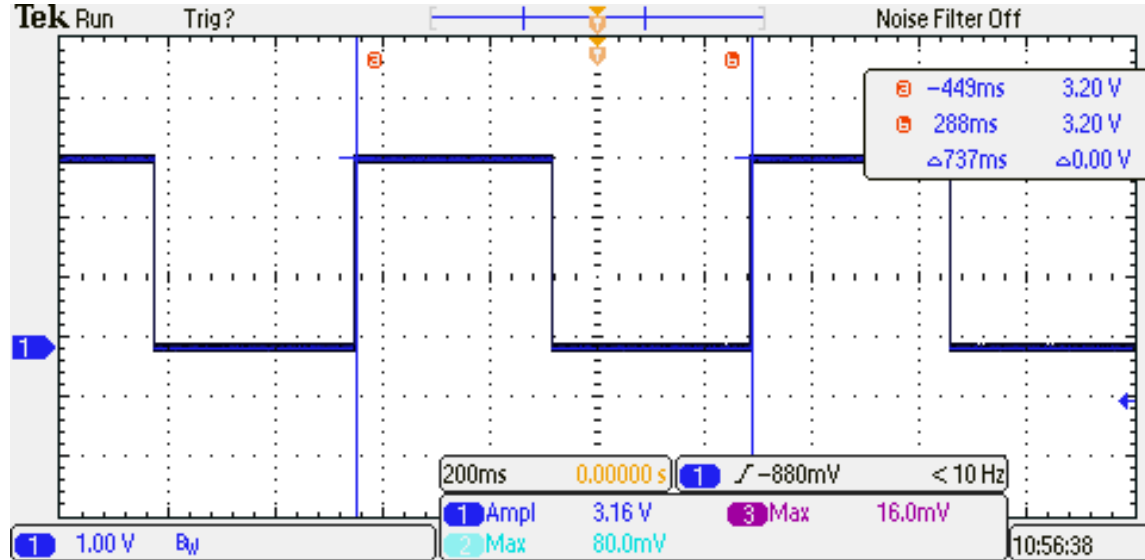 Tek Run Trig? Noise Filter Off
T
T
a b
a -449ms 3.20 V
b 288ms 3.20 V
△737ms △0.00 V
1
200ms 0.00000 s 1 -880mV < 10 Hz
1 Ampl 3.16 V 3 Max 16.0mV
2 Max 80.0mV
1 1.00 V BW 10:56:38